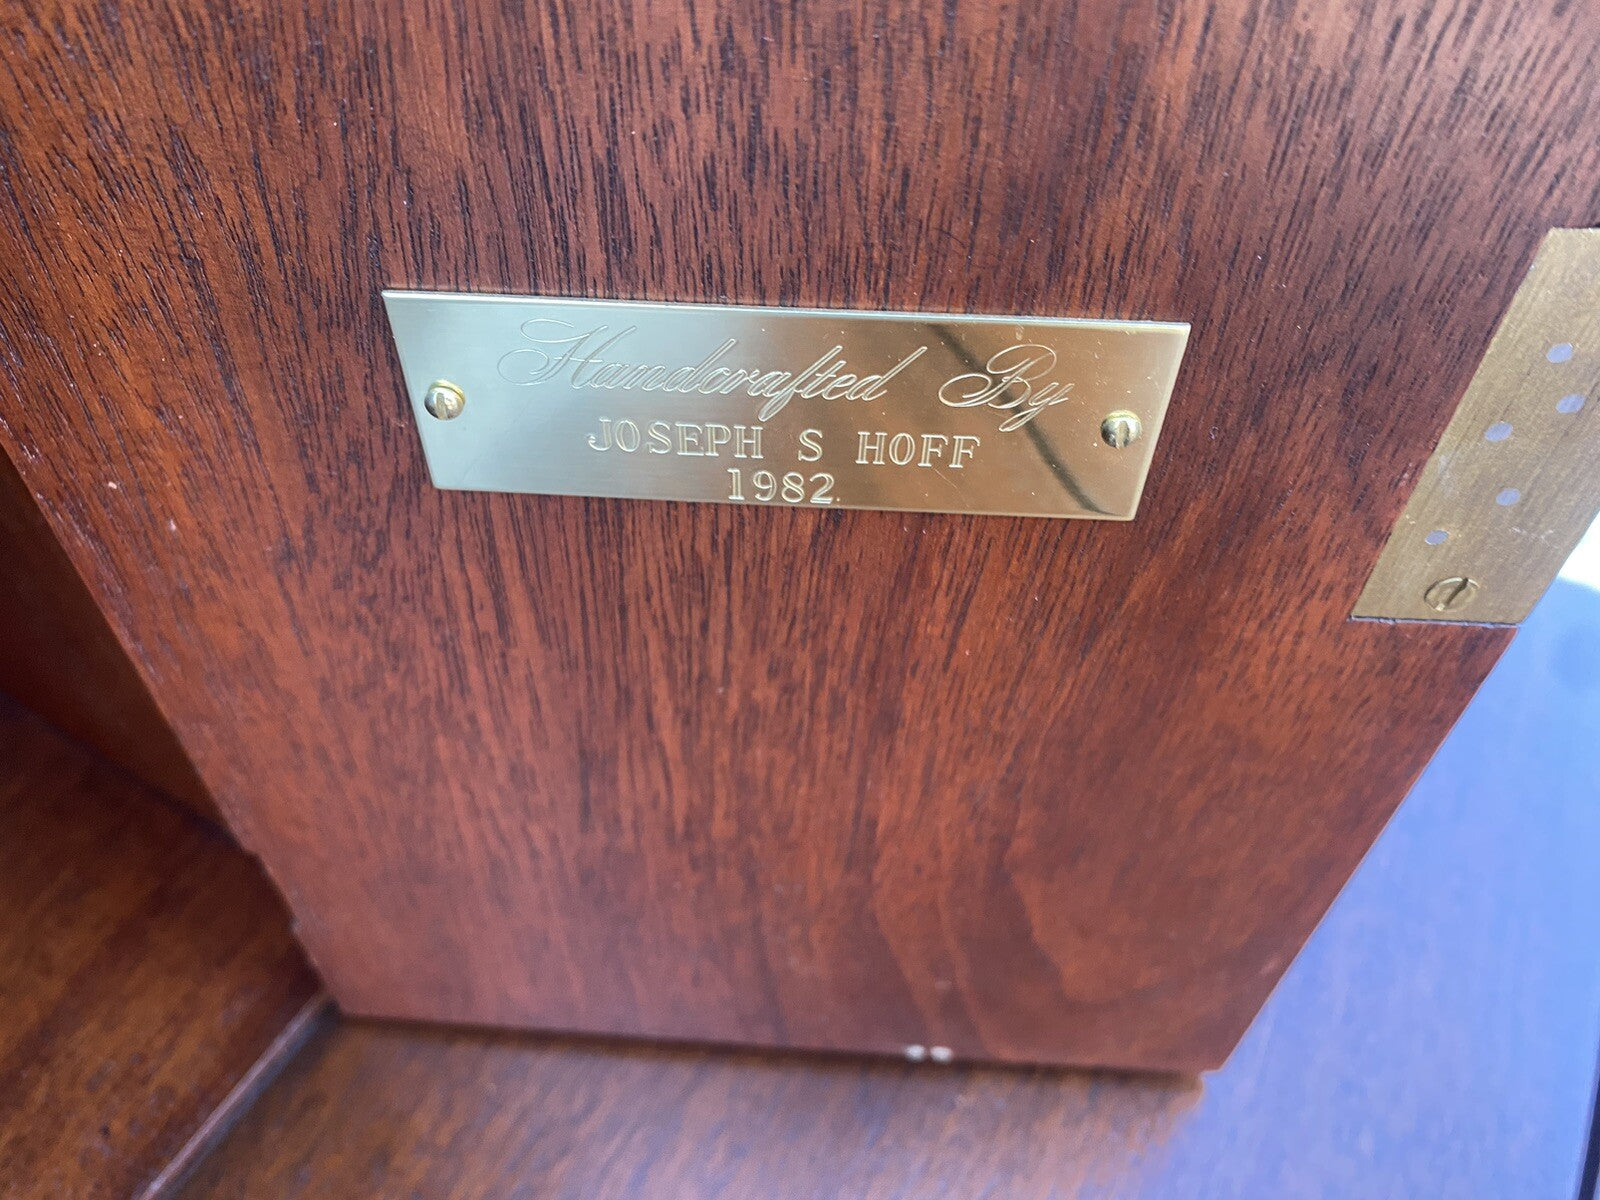 Handcrafted By
JOSEPH S HOFF
1982